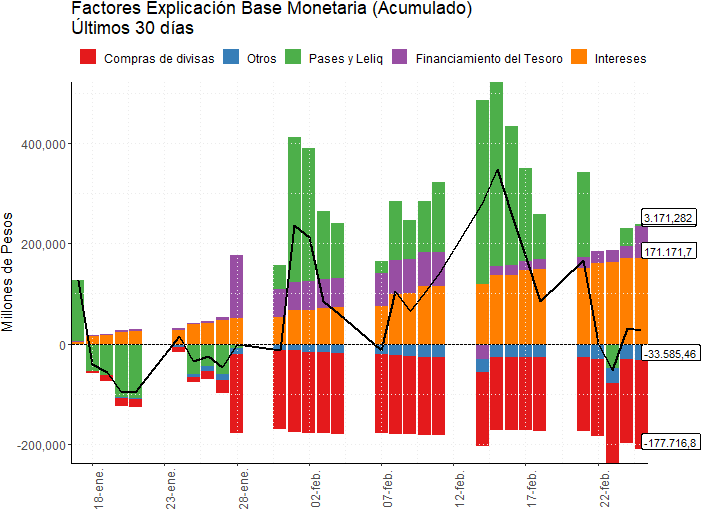 Factores Explicación Base Monetaria (Acumulado)
Últimos 30 días
Compras de divisas
Otros
Pases y Leliq
Financiamiento del Tesoro
Intereses
Millones de Pesos
400,000
200,000
0
-200,000
3.171,282
171.171,7
-33.585,46
-177.716,8
18-ene.
23-ene.
28-ene.
02-feb.
07-feb.
12-feb.
17-feb.
22-feb.